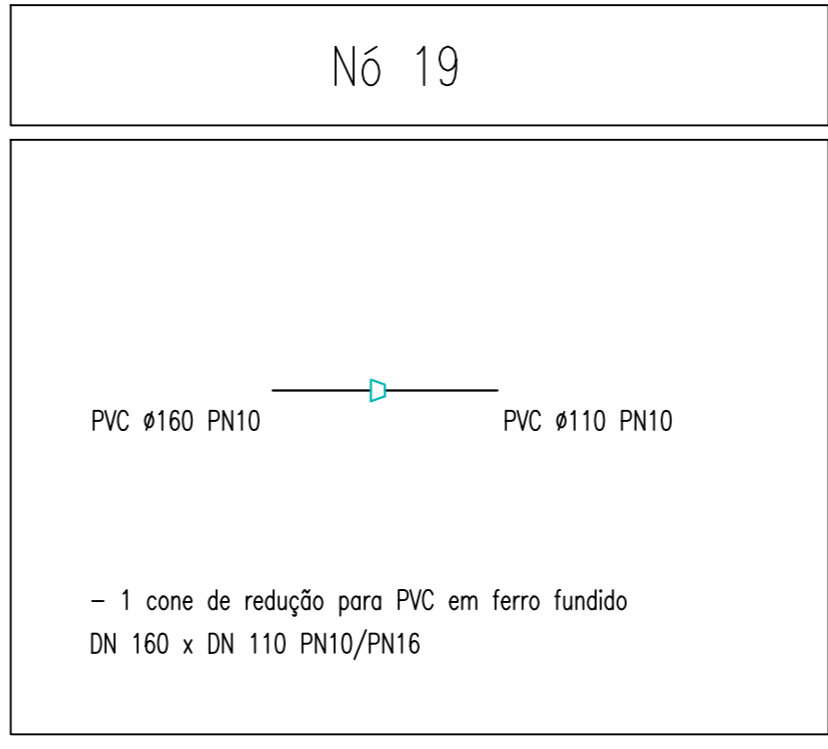 Nó 19
PVC ø160 PN10
PVC ø110 PN10
– 1 cone de redução para PVC em ferro fundido
DN 160 x DN 110 PN10/PN16